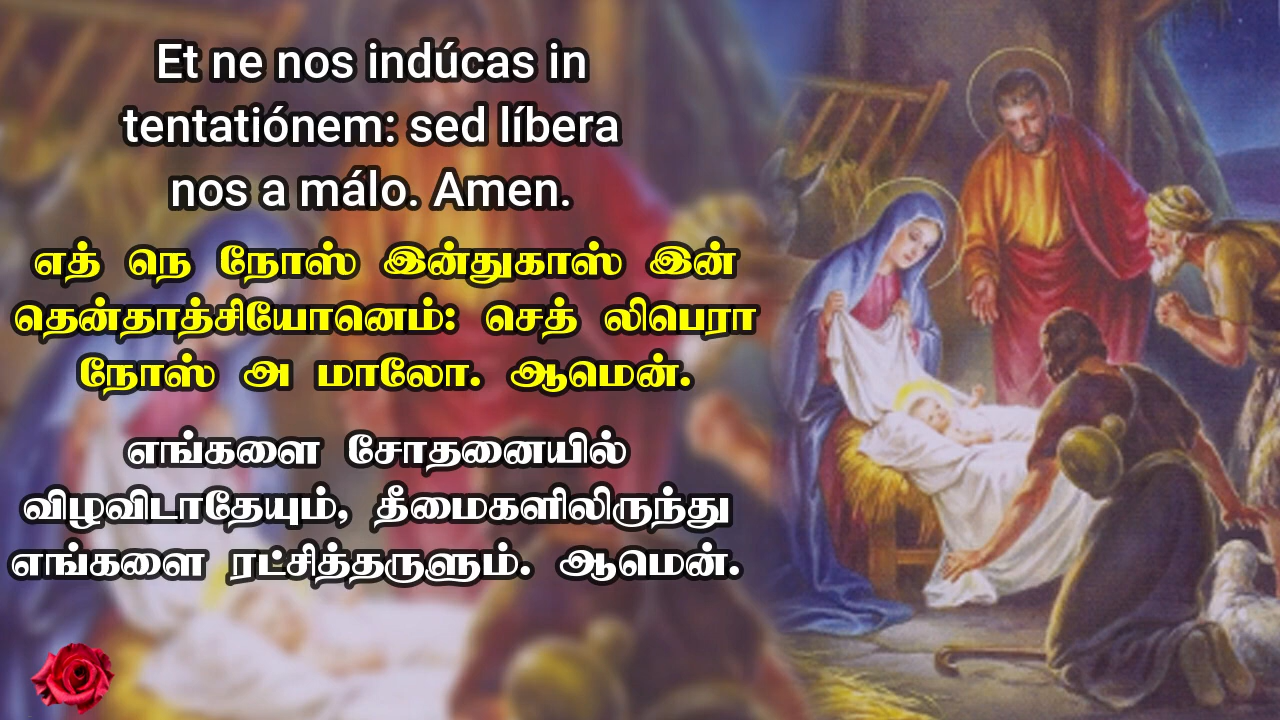 Et ne nos indúcas in
tentatiónem: sed líbera
nos a málo. Amen.
எத் நெ நோஸ் இன்துகாஸ் இன்
தென்தாத்சியோனெம்: செத் லிபெரா
நோஸ் அ மாலோ. ஆமென்.
எங்களை சோதனையில்
விழவிடாதேயும், தீமைகளிலிருந்து
எங்களை ரட்சித்தருளும். ஆமென்.